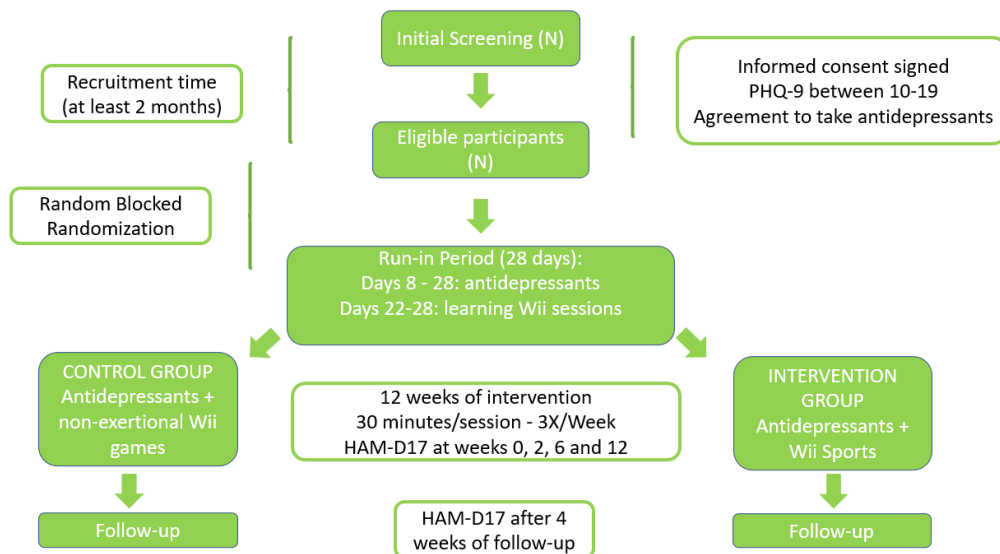 Initial Screening (N)
Recruitment time
(at least 2 months)
Informed consent signed
PHQ-9 between 10-19
Agreement to take antidepressants
Eligible participants
(N)
Random Blocked
Randomization
Run-in Period (28 days):
Days 8 - 28: antidepressants
Days 22-28: learning Wii sessions
CONTROL GROUP
Antidepressants +
non-exertional Wii
games
12 weeks of intervention
30 minutes/session - 3X/Week
HAM-D17 at weeks 0, 2, 6 and 12
INTERVENTION
GROUP
Antidepressants +
Wii Sports
Follow-up
HAM-D17 after 4
weeks of follow-up
Follow-up